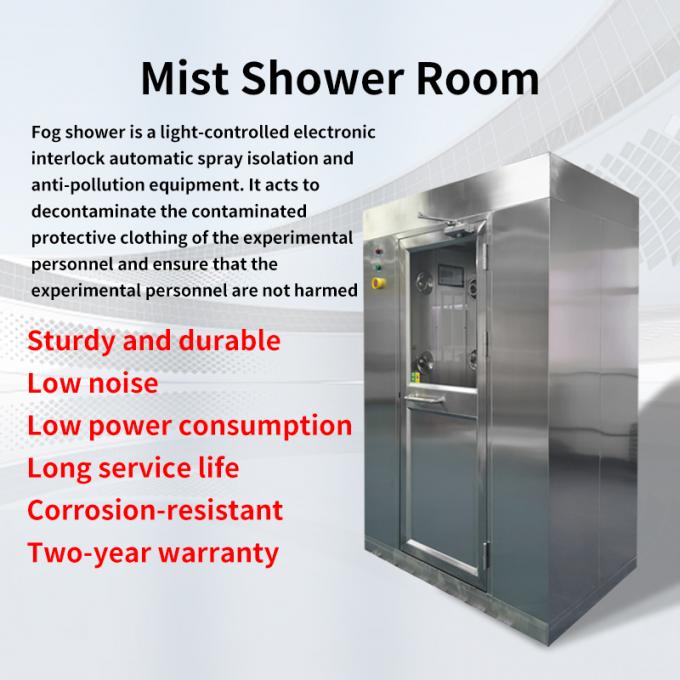 Mist Shower Room
Fog shower is a light-controlled electronic
interlock automatic spray isolation and
anti-pollution equipment. It acts to
decontaminate the contaminated
protective clothing of the experimental
personnel and ensure that the
experimental personnel are not harmed
Sturdy and durable
Low noise
Low power consumption
Long service life
Corrosion-resistant
Two-year warranty